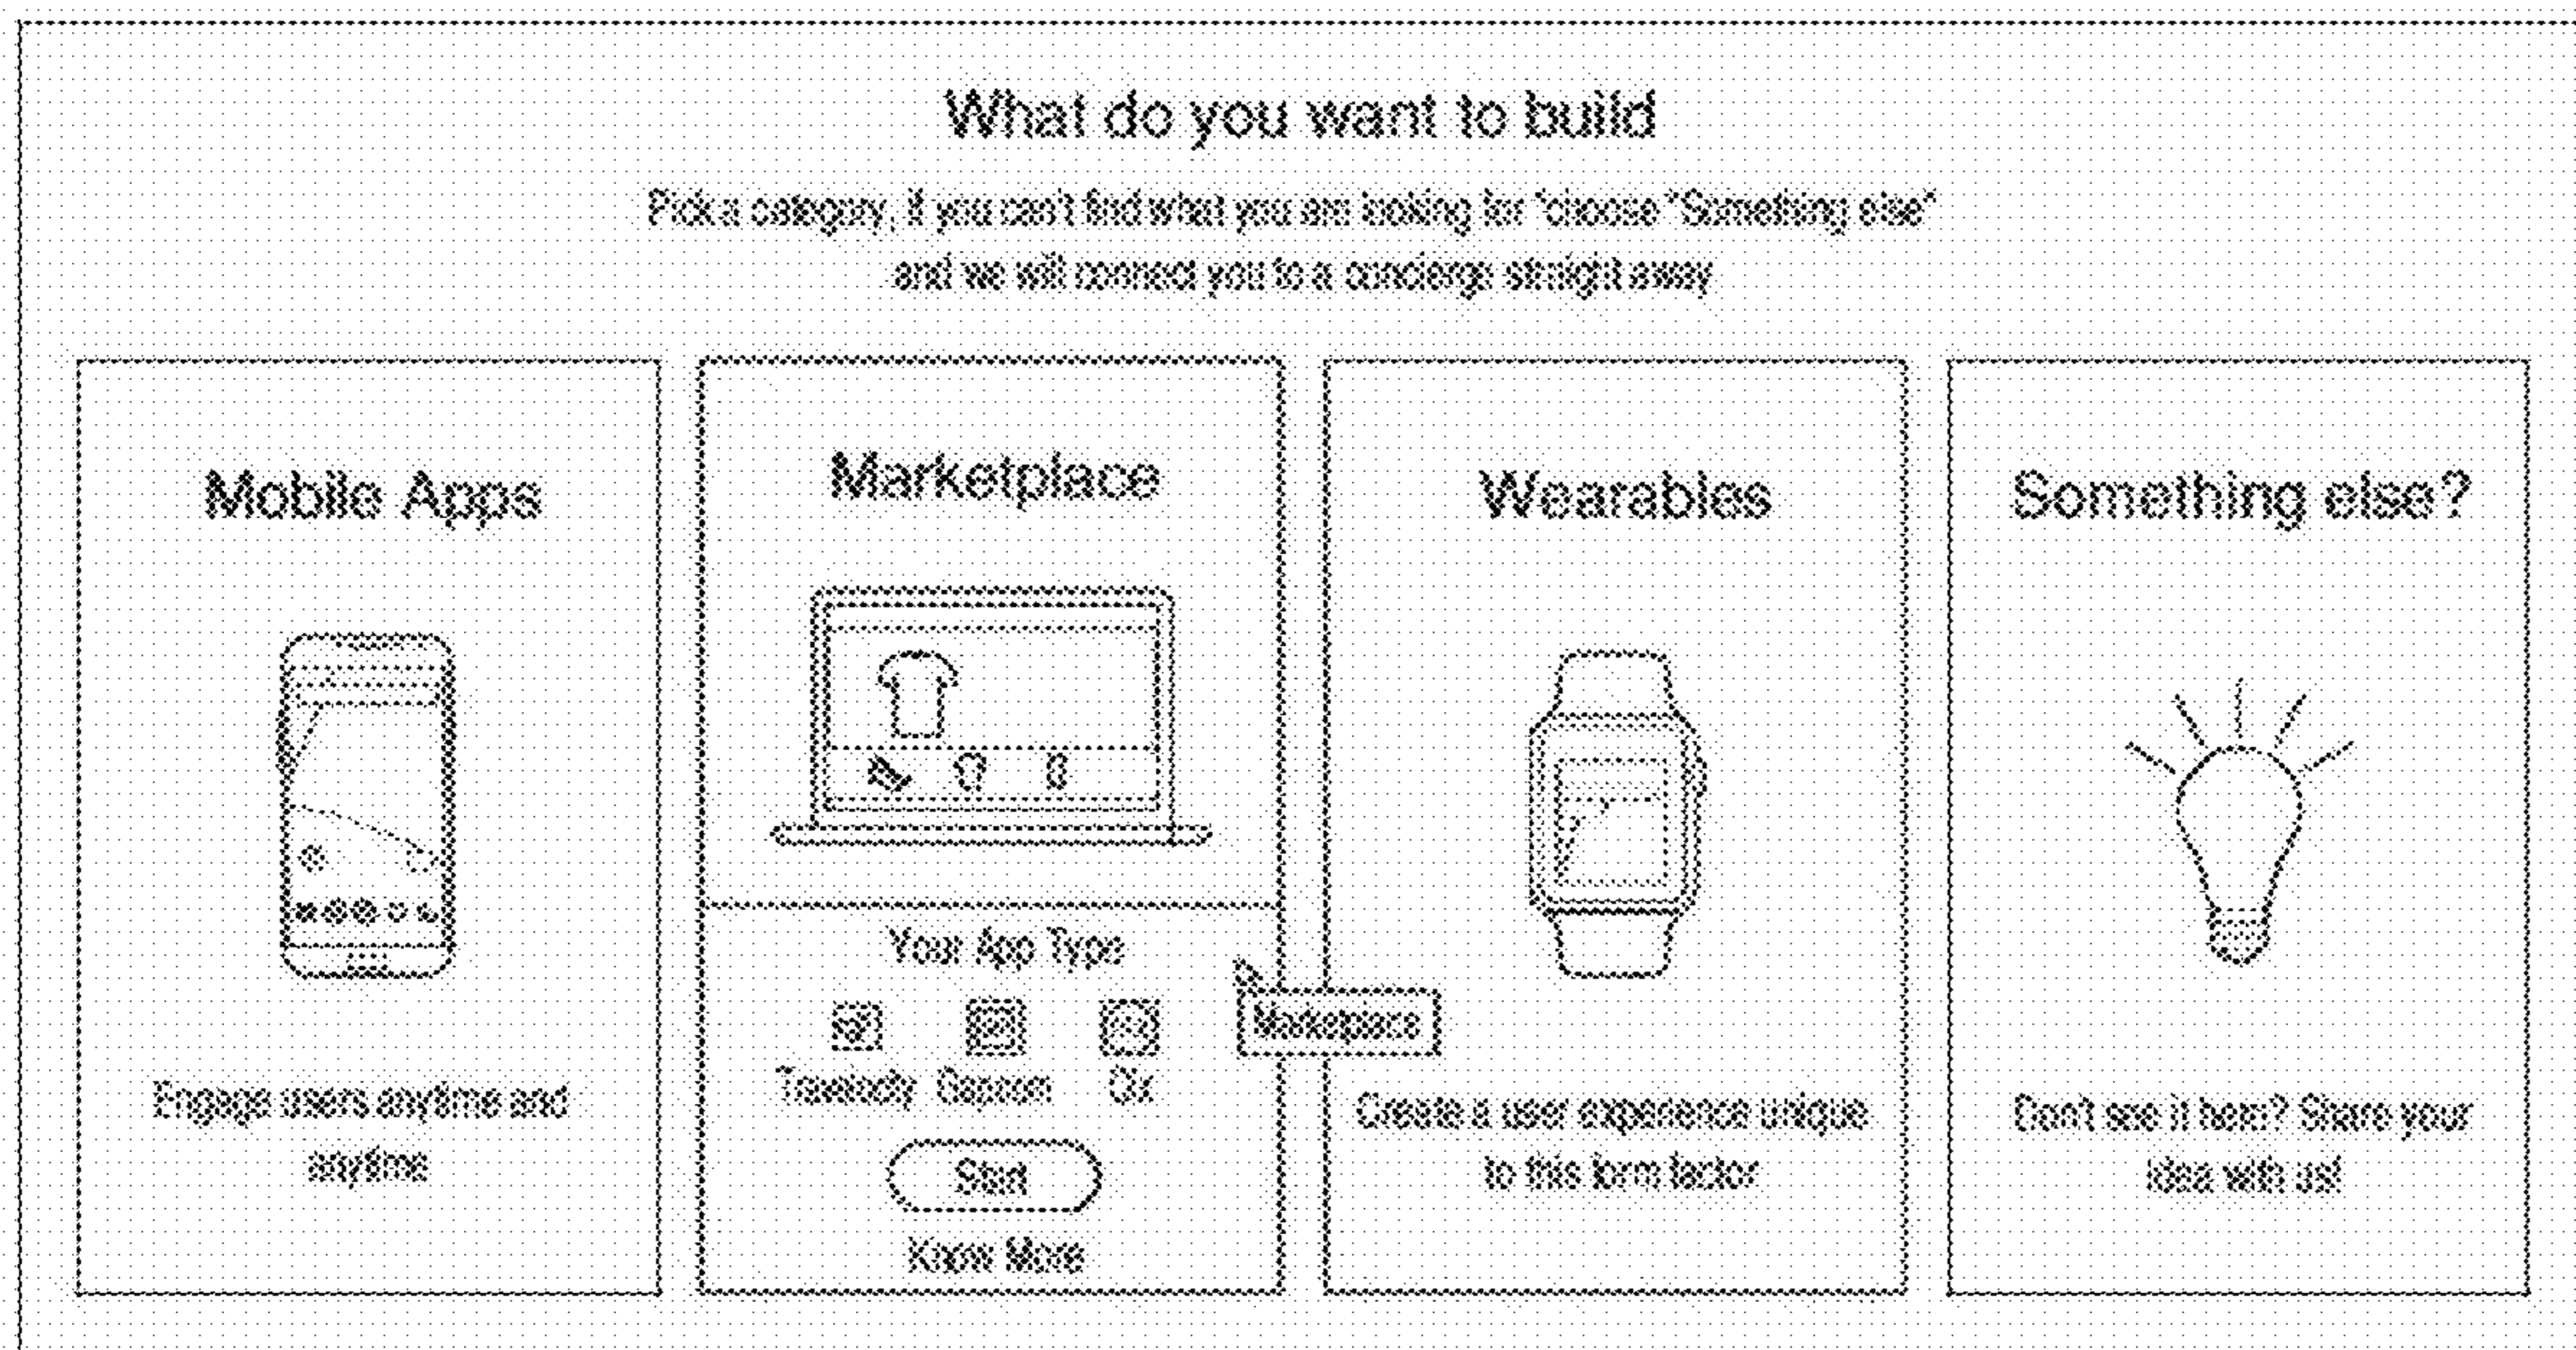 What do you want to build
Pick a category, if you can't find what you are looking for "choose "Something else"
and we will connect you to a concierge straight away
Mobile Apps
Engage users anytime and
anytime
Marketplace
Your App Type
Olx
Start
Know More
Marketplace
Wearables
Create a user experience unique
to this form factor
Something else?
Don't see it here? Share your
idea with us!